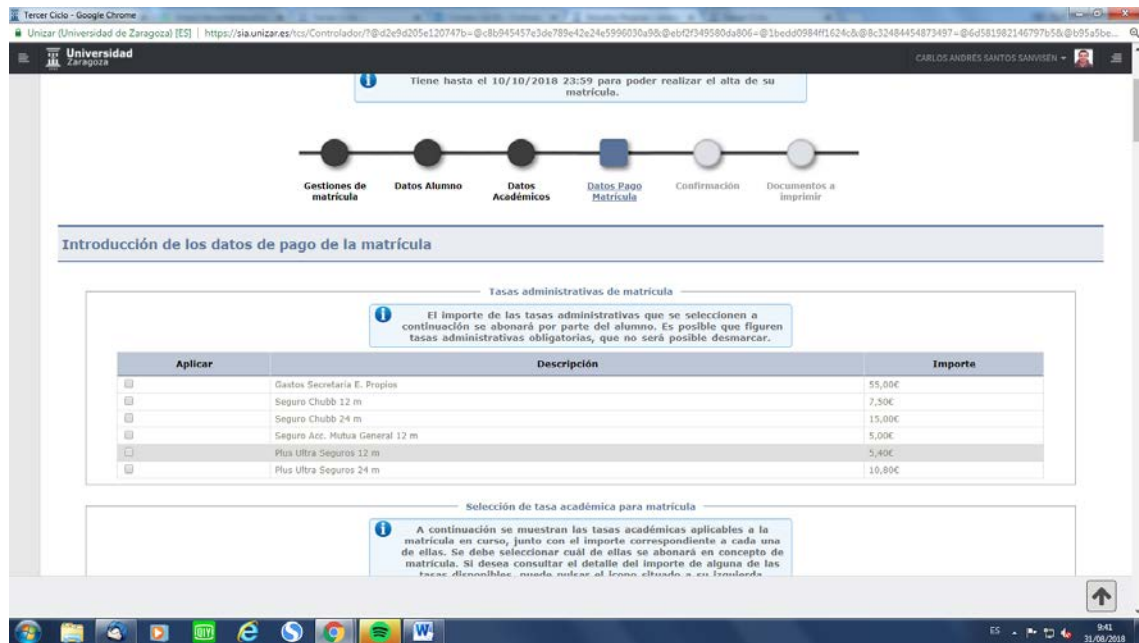 Tercer Ciclo - Google Chrome
Unizar (Universidad de Zaragoza) [ES] | https://sia.unizar.es/tcs/Controlador/?
Universidad
Zaragoza
CARLOS ANDRÉS SANTOS SANVISÉN
Tiene hasta el 10/10/2018 23:59 para poder realizar el alta de su
matrícula.
Gestiones de
matrícula
Datos Alumno
Datos
Académicos
Datos Pago
Matrícula
Confirmación
Documentos a
imprimir
Introducción de los datos de pago de la matrícula
Tasas administrativas de matrícula
El importe de las tasas administrativas que se seleccionen a
continuación se abonará por parte del alumno. Es posible que figuren
tasas administrativas obligatorias, que no será posible desmarcar.
Aplicar Descripción Importe
Gastos Secretaría E. Propios 55,00€
Seguro Chubb 12 m 7,50€
Seguro Chubb 24 m 15,00€
Seguro Acc. Mutua General 12 m 5,00€
Plus Ultra Seguros 12 m 5,40€
Plus Ultra Seguros 24 m 10,80€
Selección de tasa académica para matrícula
A continuación se muestran las tasas académicas aplicables a la
matrícula en curso, junto con el importe correspondiente a cada una
de ellas. Se debe seleccionar cuál de ellas se abonará en concepto de
matrícula. Si desea consultar el detalle del importe de alguna de las
tasas disponibles, puede pulsar el icono situado a su izquierda
ES
9:41
31/08/2018